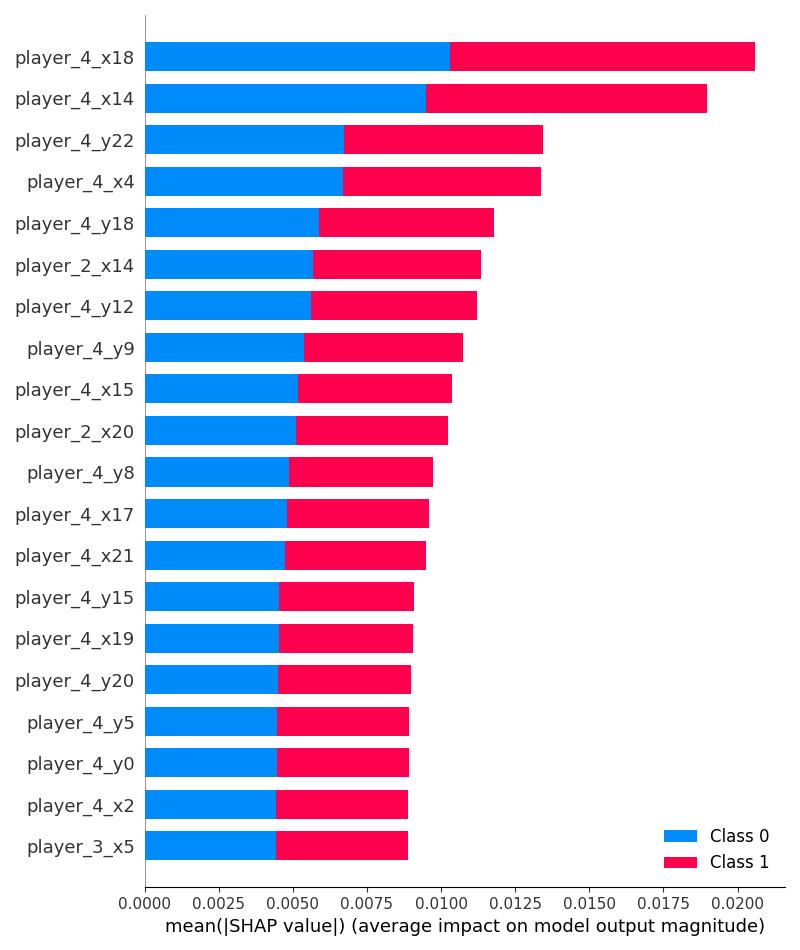 player_4_x18
player_4_x14
player_4_y22
player_4_x4
player_4_y18
player_2_x14
player_4_y12
player_4_y9
player_4_x15
player_2_x20
player_4_y8
player_4_x17
player_4_x21
player_4_y15
player_4_x19
player_4_y20
player_4_y5
player_4_y0
player_4_x2
player_3_x5
Class 0
Class 1
0.0000 0.0025 0.0050 0.0075 0.0100 0.0125 0.0150 0.0175 0.0200
mean(|SHAP value|) (average impact on model output magnitude)